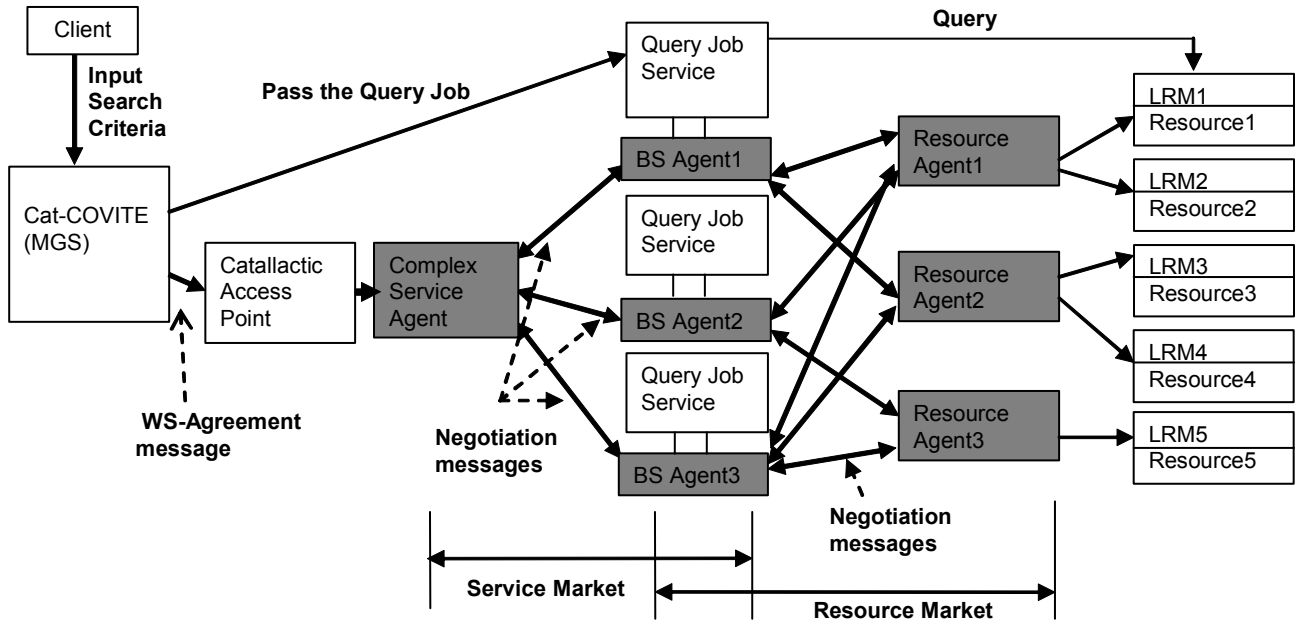 Client
Input
Search
Criteria
Pass the Query Job
Query Job
Service
Query
LRM1
Resource1
BS Agent1
Resource
Agent1
LRM2
Resource2
Cat-COVITE
(MGS)
Query Job
Service
Catallactic
Access
Point
Complex
Service
Agent
Resource
Agent2
LRM3
Resource3
BS Agent2
LRM4
Resource4
Query Job
Service
WS-Agreement
message
Negotiation
messages
Resource
Agent3
LRM5
Resource5
BS Agent3
Negotiation
messages
Service Market
Resource Market